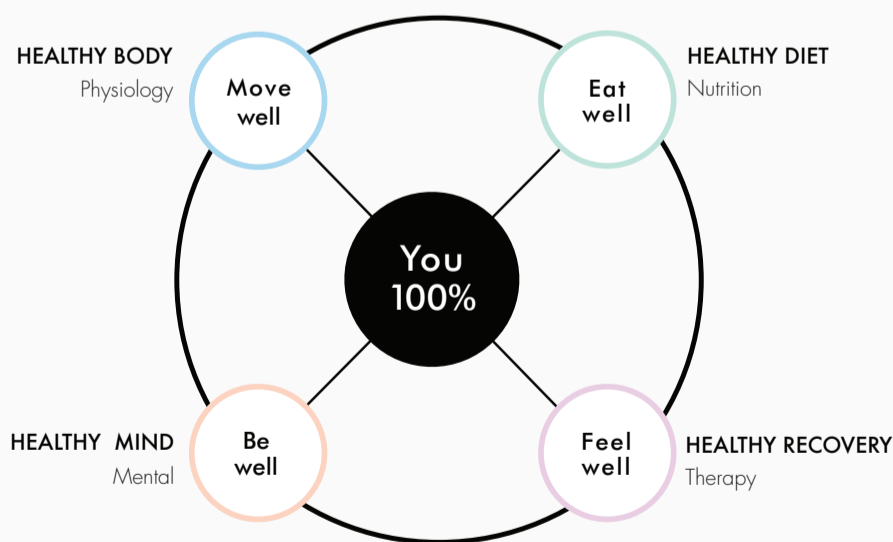 HEALTHY BODY
Physiology
Move
well
Eat
well
HEALTHY DIET
Nutrition
You
100%
HEALTHY MIND
Mental
Be
well
Feel
well
HEALTHY RECOVERY
Therapy